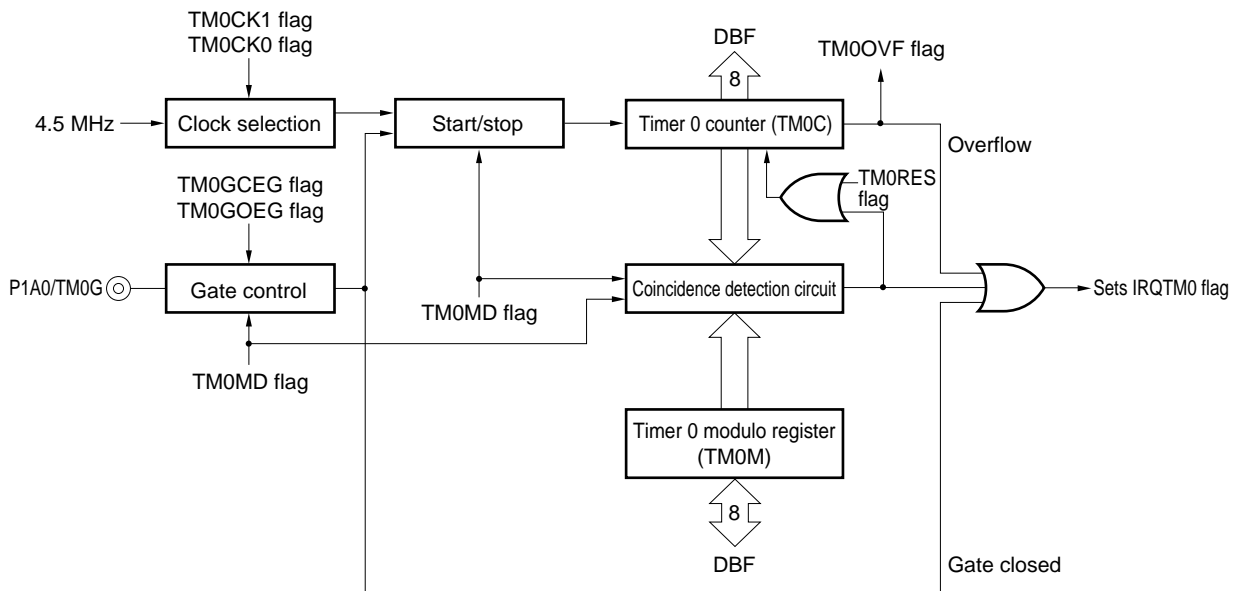 TM0CK1 flag
TM0CK0 flag
DBF
TM0OVF flag
8
4.5 MHz
Clock selection
Start/stop
Timer 0 counter (TM0C)
Overflow
TM0GCEG flag
TM0GOEG flag
TM0RES
flag
P1A0/TM0G
Gate control
Coincidence detection circuit
Sets IRQTM0 flag
TM0MD flag
TM0MD flag
Timer 0 modulo register
(TM0M)
8
DBF
Gate closed